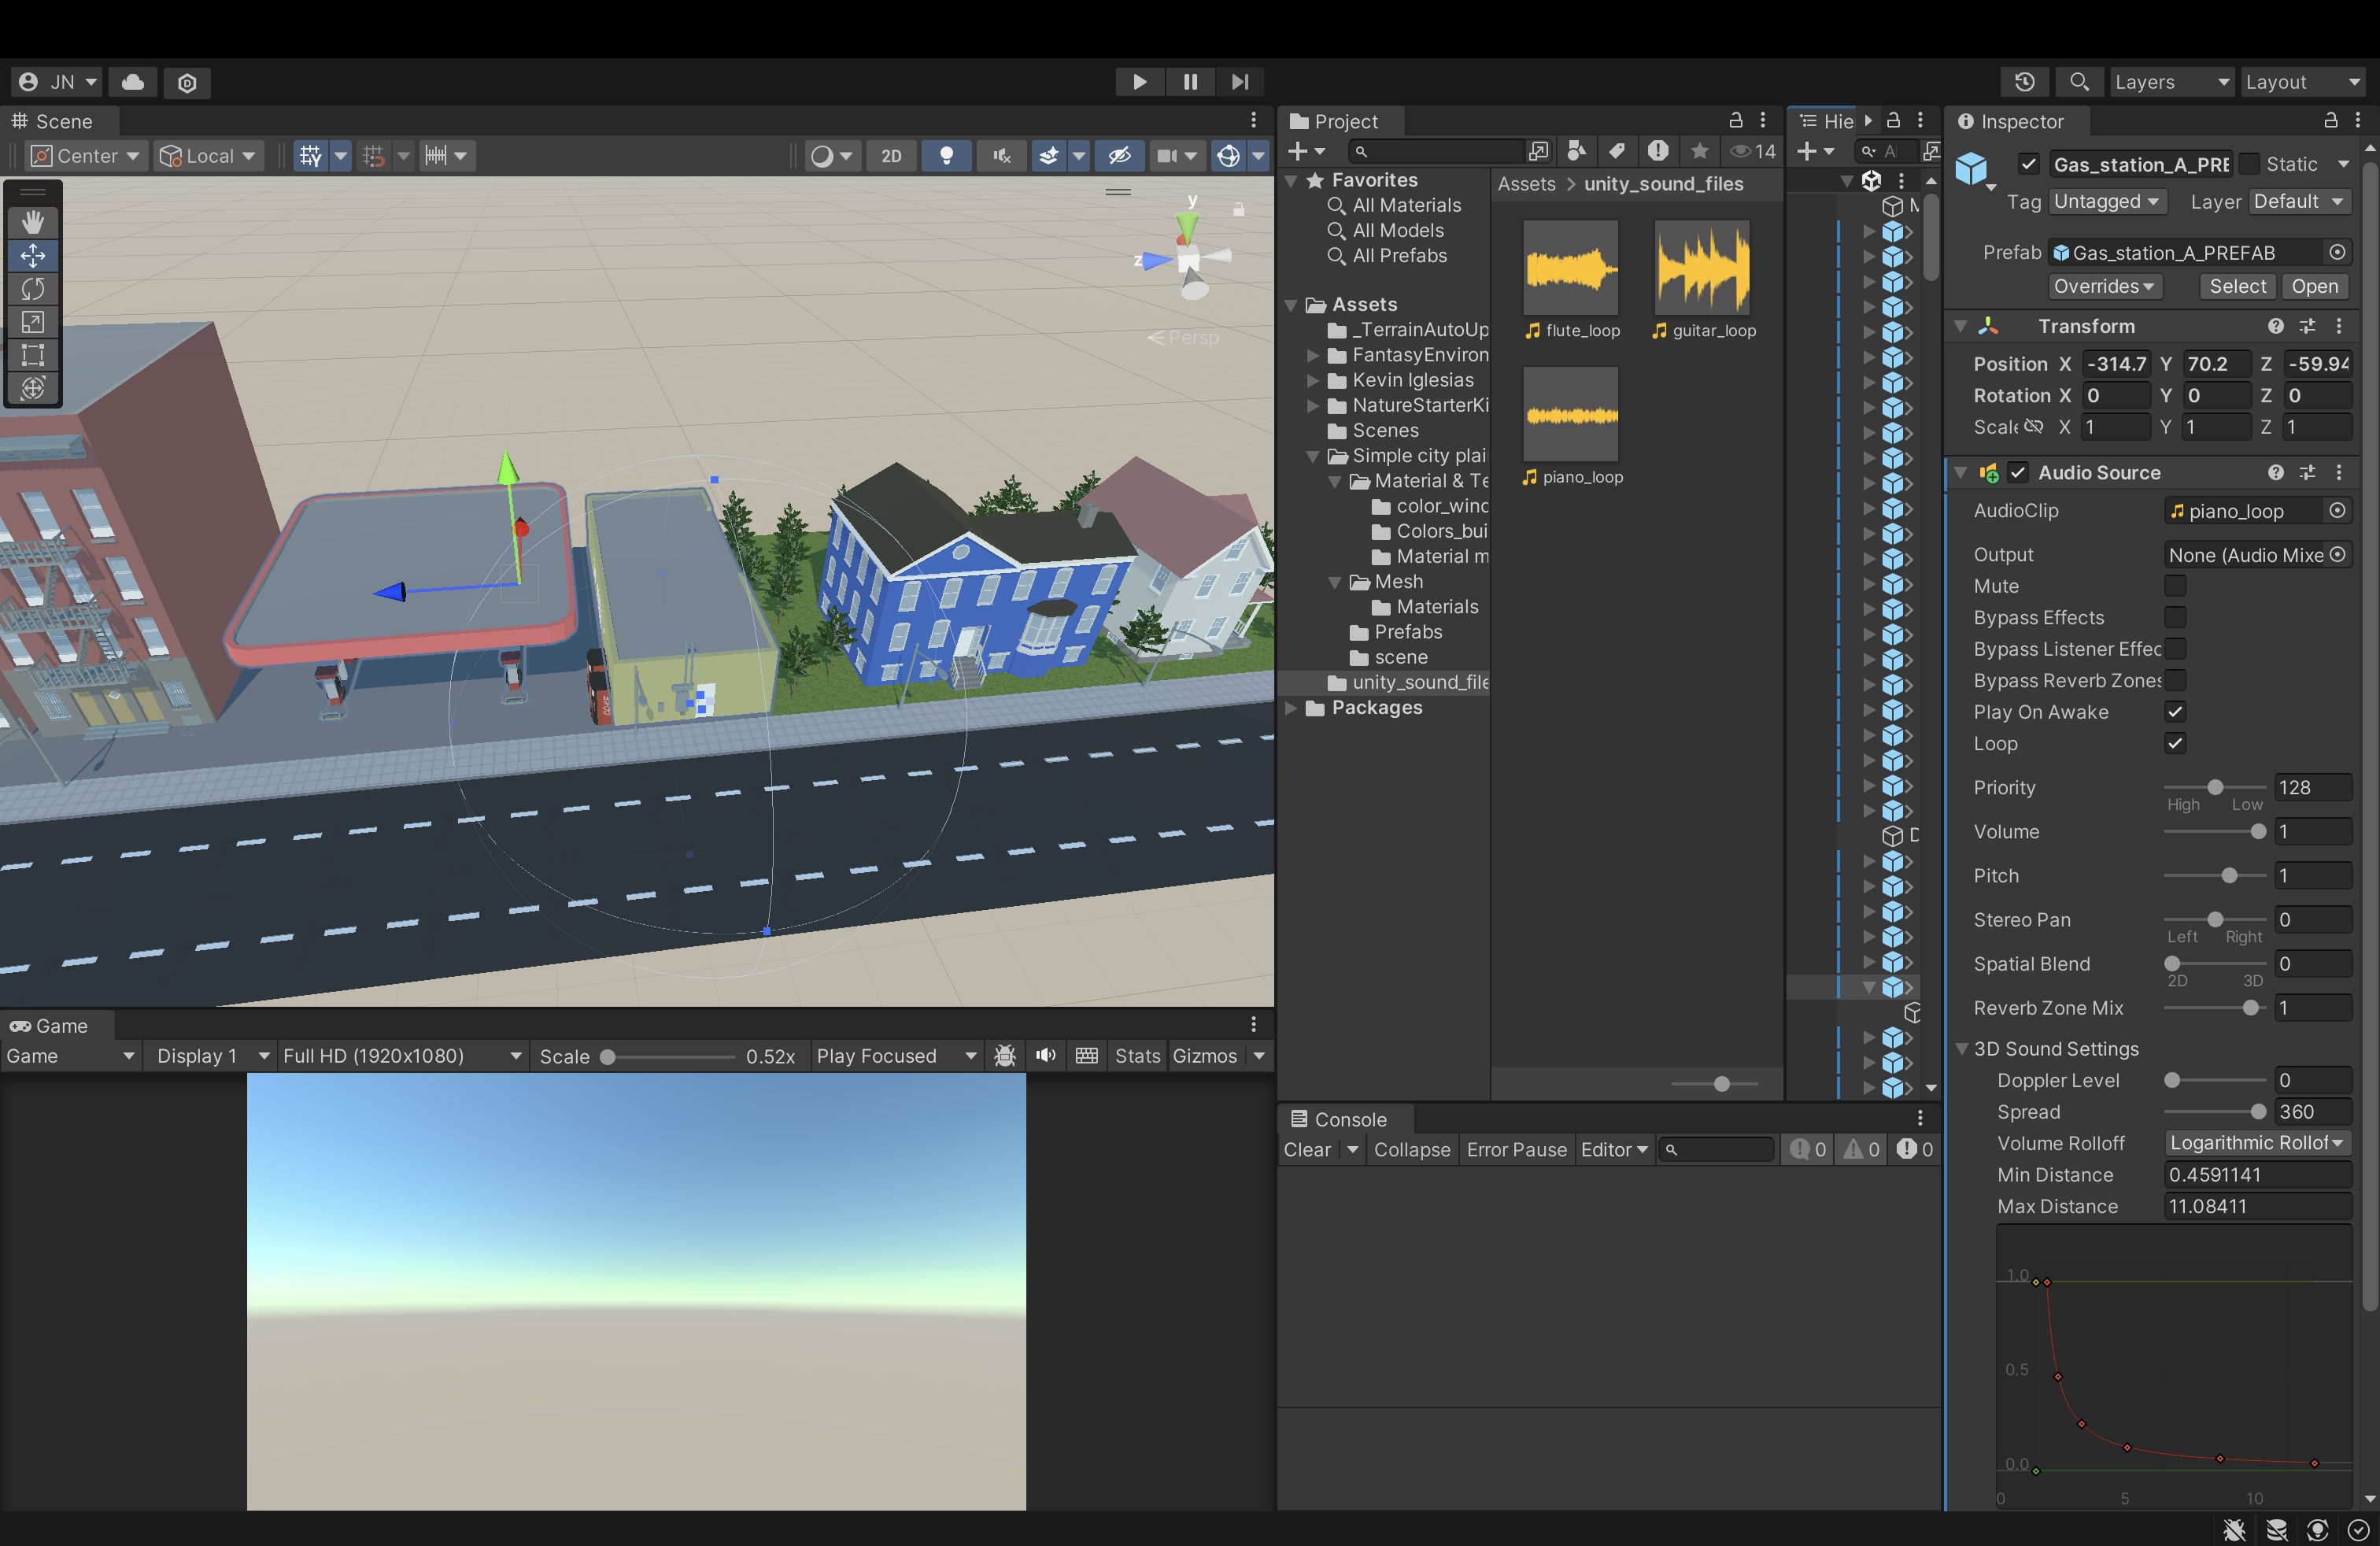 JN
Layers
Layout
Scene
Center
Local
2D
y
z
Persp
Game
Game
Display 1
Full HD (1920x1080)
Scale
0.52x
Play Focused
Stats
Gizmos
Project
14
Favorites
All Materials
All Models
All Prefabs
Assets
_TerrainAutoUp
FantasyEnviron
Kevin Iglesias
NatureStarterKi
Scenes
Simple city plai
Material & Te
color_winc
Colors_bui
Material m
Mesh
Materials
Prefabs
scene
unity_sound_file
Packages
Assets > unity_sound_files
flute_loop
guitar_loop
piano_loop
Hie
Console
Clear
Collapse
Error Pause
Editor
0
0
0
Inspector
Gas_station_A_PRE
Static
Tag
Untagged
Layer
Default
Prefab
Gas_station_A_PREFAB
Overrides
Select
Open
Transform
Position X -314.7 Y 70.2 Z -59.94
Rotation X 0 Y 0 Z 0
Scale X 1 Y 1 Z 1
Audio Source
AudioClip
piano_loop
Output
None (Audio Mixe
Mute
Bypass Effects
Bypass Listener Effec
Bypass Reverb Zones
Play On Awake
Loop
Priority
128
High Low
Volume
1
Pitch
1
Stereo Pan
0
Left Right
Spatial Blend
0
2D 3D
Reverb Zone Mix
1
3D Sound Settings
Doppler Level
0
Spread
360
Volume Rolloff
Logarithmic Rollof
Min Distance
0.4591141
Max Distance
11.08411
1.0
0.5
0.0
0 5 10